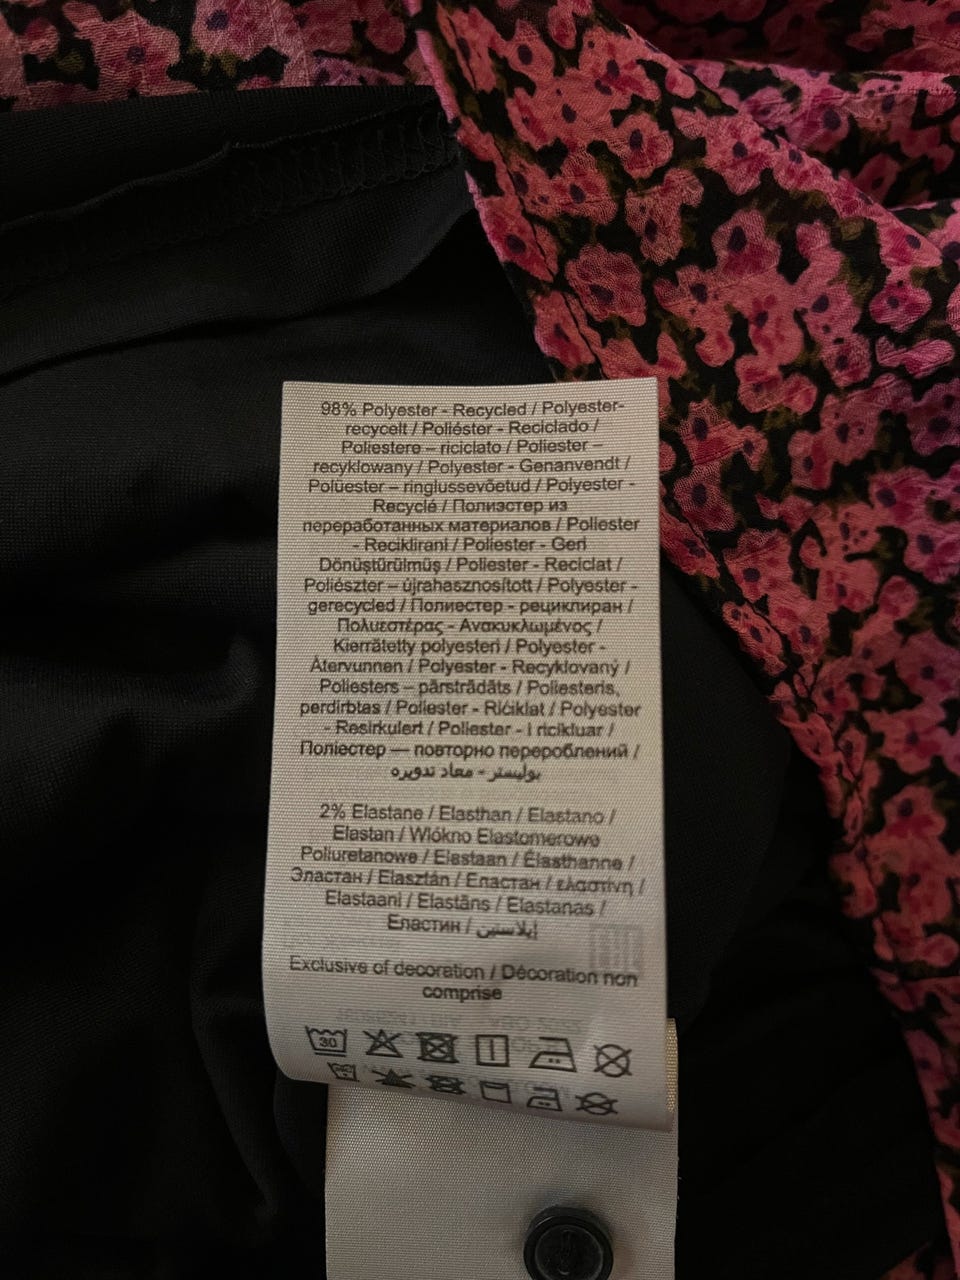 98% Polyester - Recycled / Polyester-
recycelt / Poliéster - Reciclado /
Poliestere – riciclato / Poliester –
recyklowany / Polyester - Genanvendt /
Polüester – ringlussevõetud / Polyester -
Recyclé / Полиэстер из
переработанных материалов / Poliester
- Reciklirani / Poliester - Geri
Dönüştürülmüş / Poliester - Reciclat /
Poliészter – újrahasznosított / Polyester -
gerecycled / Полиестер - рециклиран /
Πολυεστέρας - Ανακυκλωμένος /
Kierrätetty polyesteri / Polyester -
Återvunnen / Polyester - Recyklovaný /
Poliesters – pārstrādāts / Poliesteris,
perdirbtas / Poliester - Riċiklat / Polyester
- Resirkulert / Poliester - I ricikluar /
Поліестер — повторно перероблений /
بوليستر - معاد تدويره
2% Elastane / Elasthan / Elastano /
Elastan / Włókno Elastomerowe
Poliuretanowe / Elastaan / Élasthanne /
Эластан / Elasztán / Еластан / ελαστίνη /
Elastaani / Elastāns / Elastanas /
Еластин / إيلاستين
Exclusive of decoration / Décoration non
comprise
30